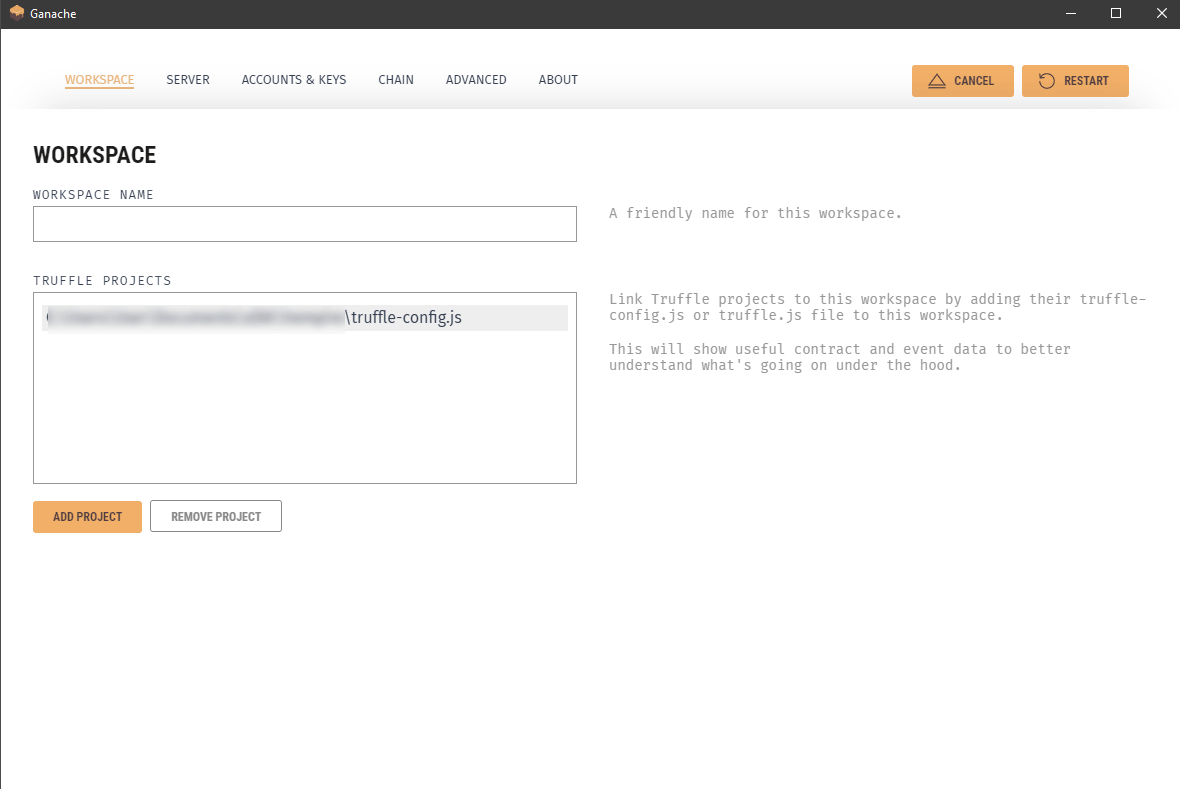 Ganache
WORKSPACE SERVER ACCOUNTS & KEYS CHAIN ADVANCED ABOUT CANCEL RESTART
WORKSPACE
WORKSPACE NAME
A friendly name for this workspace.
TRUFFLE PROJECTS
\truffle-config.js
Link Truffle projects to this workspace by adding their truffle-
config.js or truffle.js file to this workspace.
This will show useful contract and event data to better
understand what's going on under the hood.
ADD PROJECT REMOVE PROJECT